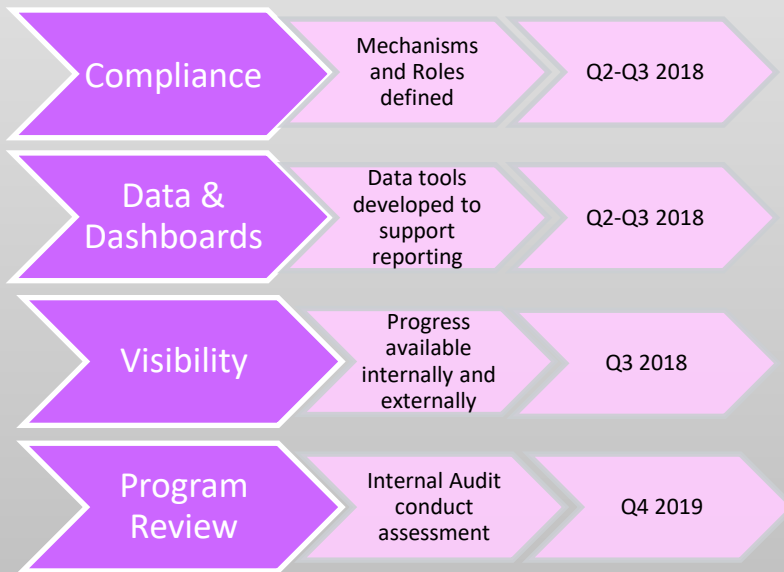 Compliance
Mechanisms
and Roles
defined
Q2-Q3 2018
Data &
Dashboards
Data tools
developed to
support
reporting
Q2-Q3 2018
Visibility
Progress
available
internally and
externally
Q3 2018
Program
Review
Internal Audit
conduct
assessment
Q4 2019